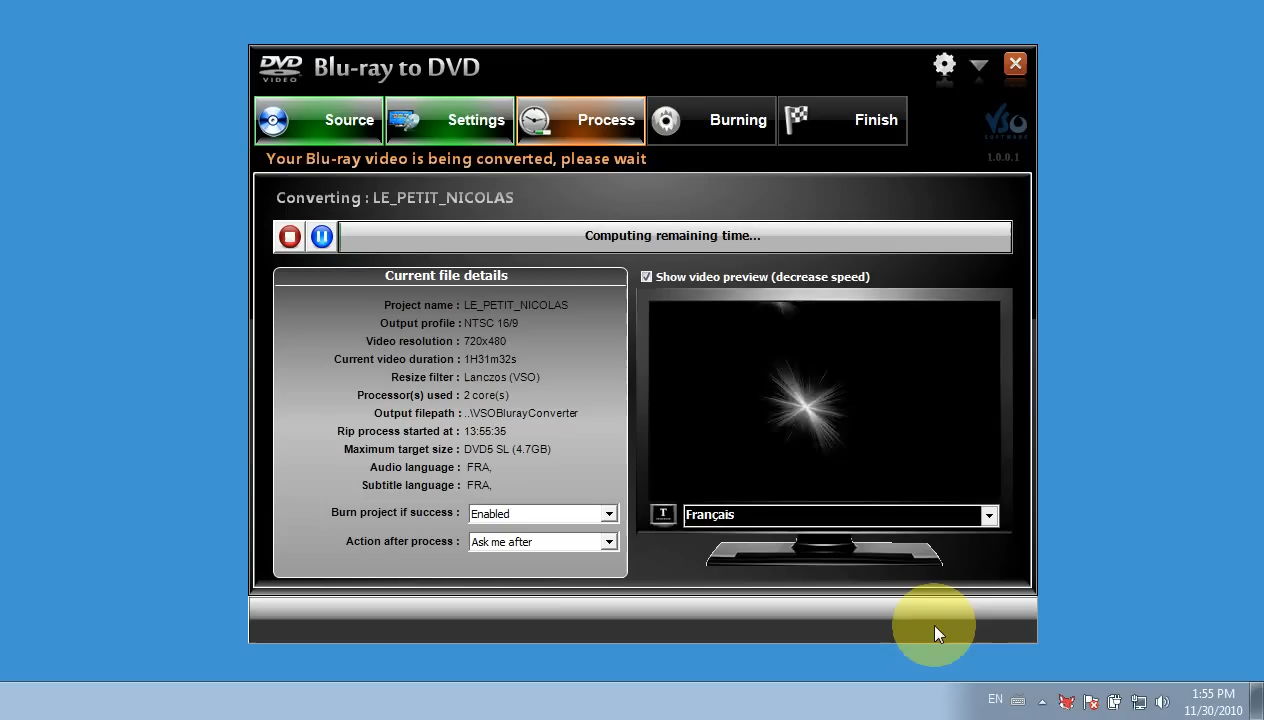 DVD VIDEO Blu-ray to DVD
Source Settings Process Burning Finish
VSO SOFTWARE
Your Blu-ray video is being converted, please wait
1.0.0.1
Converting : LE_PETIT_NICOLAS
Computing remaining time...
Current file details
Project name : LE_PETIT_NICOLAS
Output profile : NTSC 16/9
Video resolution : 720x480
Current video duration : 1H31m32s
Resize filter : Lanczos (VSO)
Processor(s) used : 2 core(s)
Output filepath : ..\VSOBlurayConverter
Rip process started at : 13:55:35
Maximum target size : DVD5 SL (4.7GB)
Audio language : FRA,
Subtitle language : FRA,
Burn project if success : Enabled
Action after process : Ask me after
Show video preview (decrease speed)
T Français
EN
1:55 PM
11/30/2010